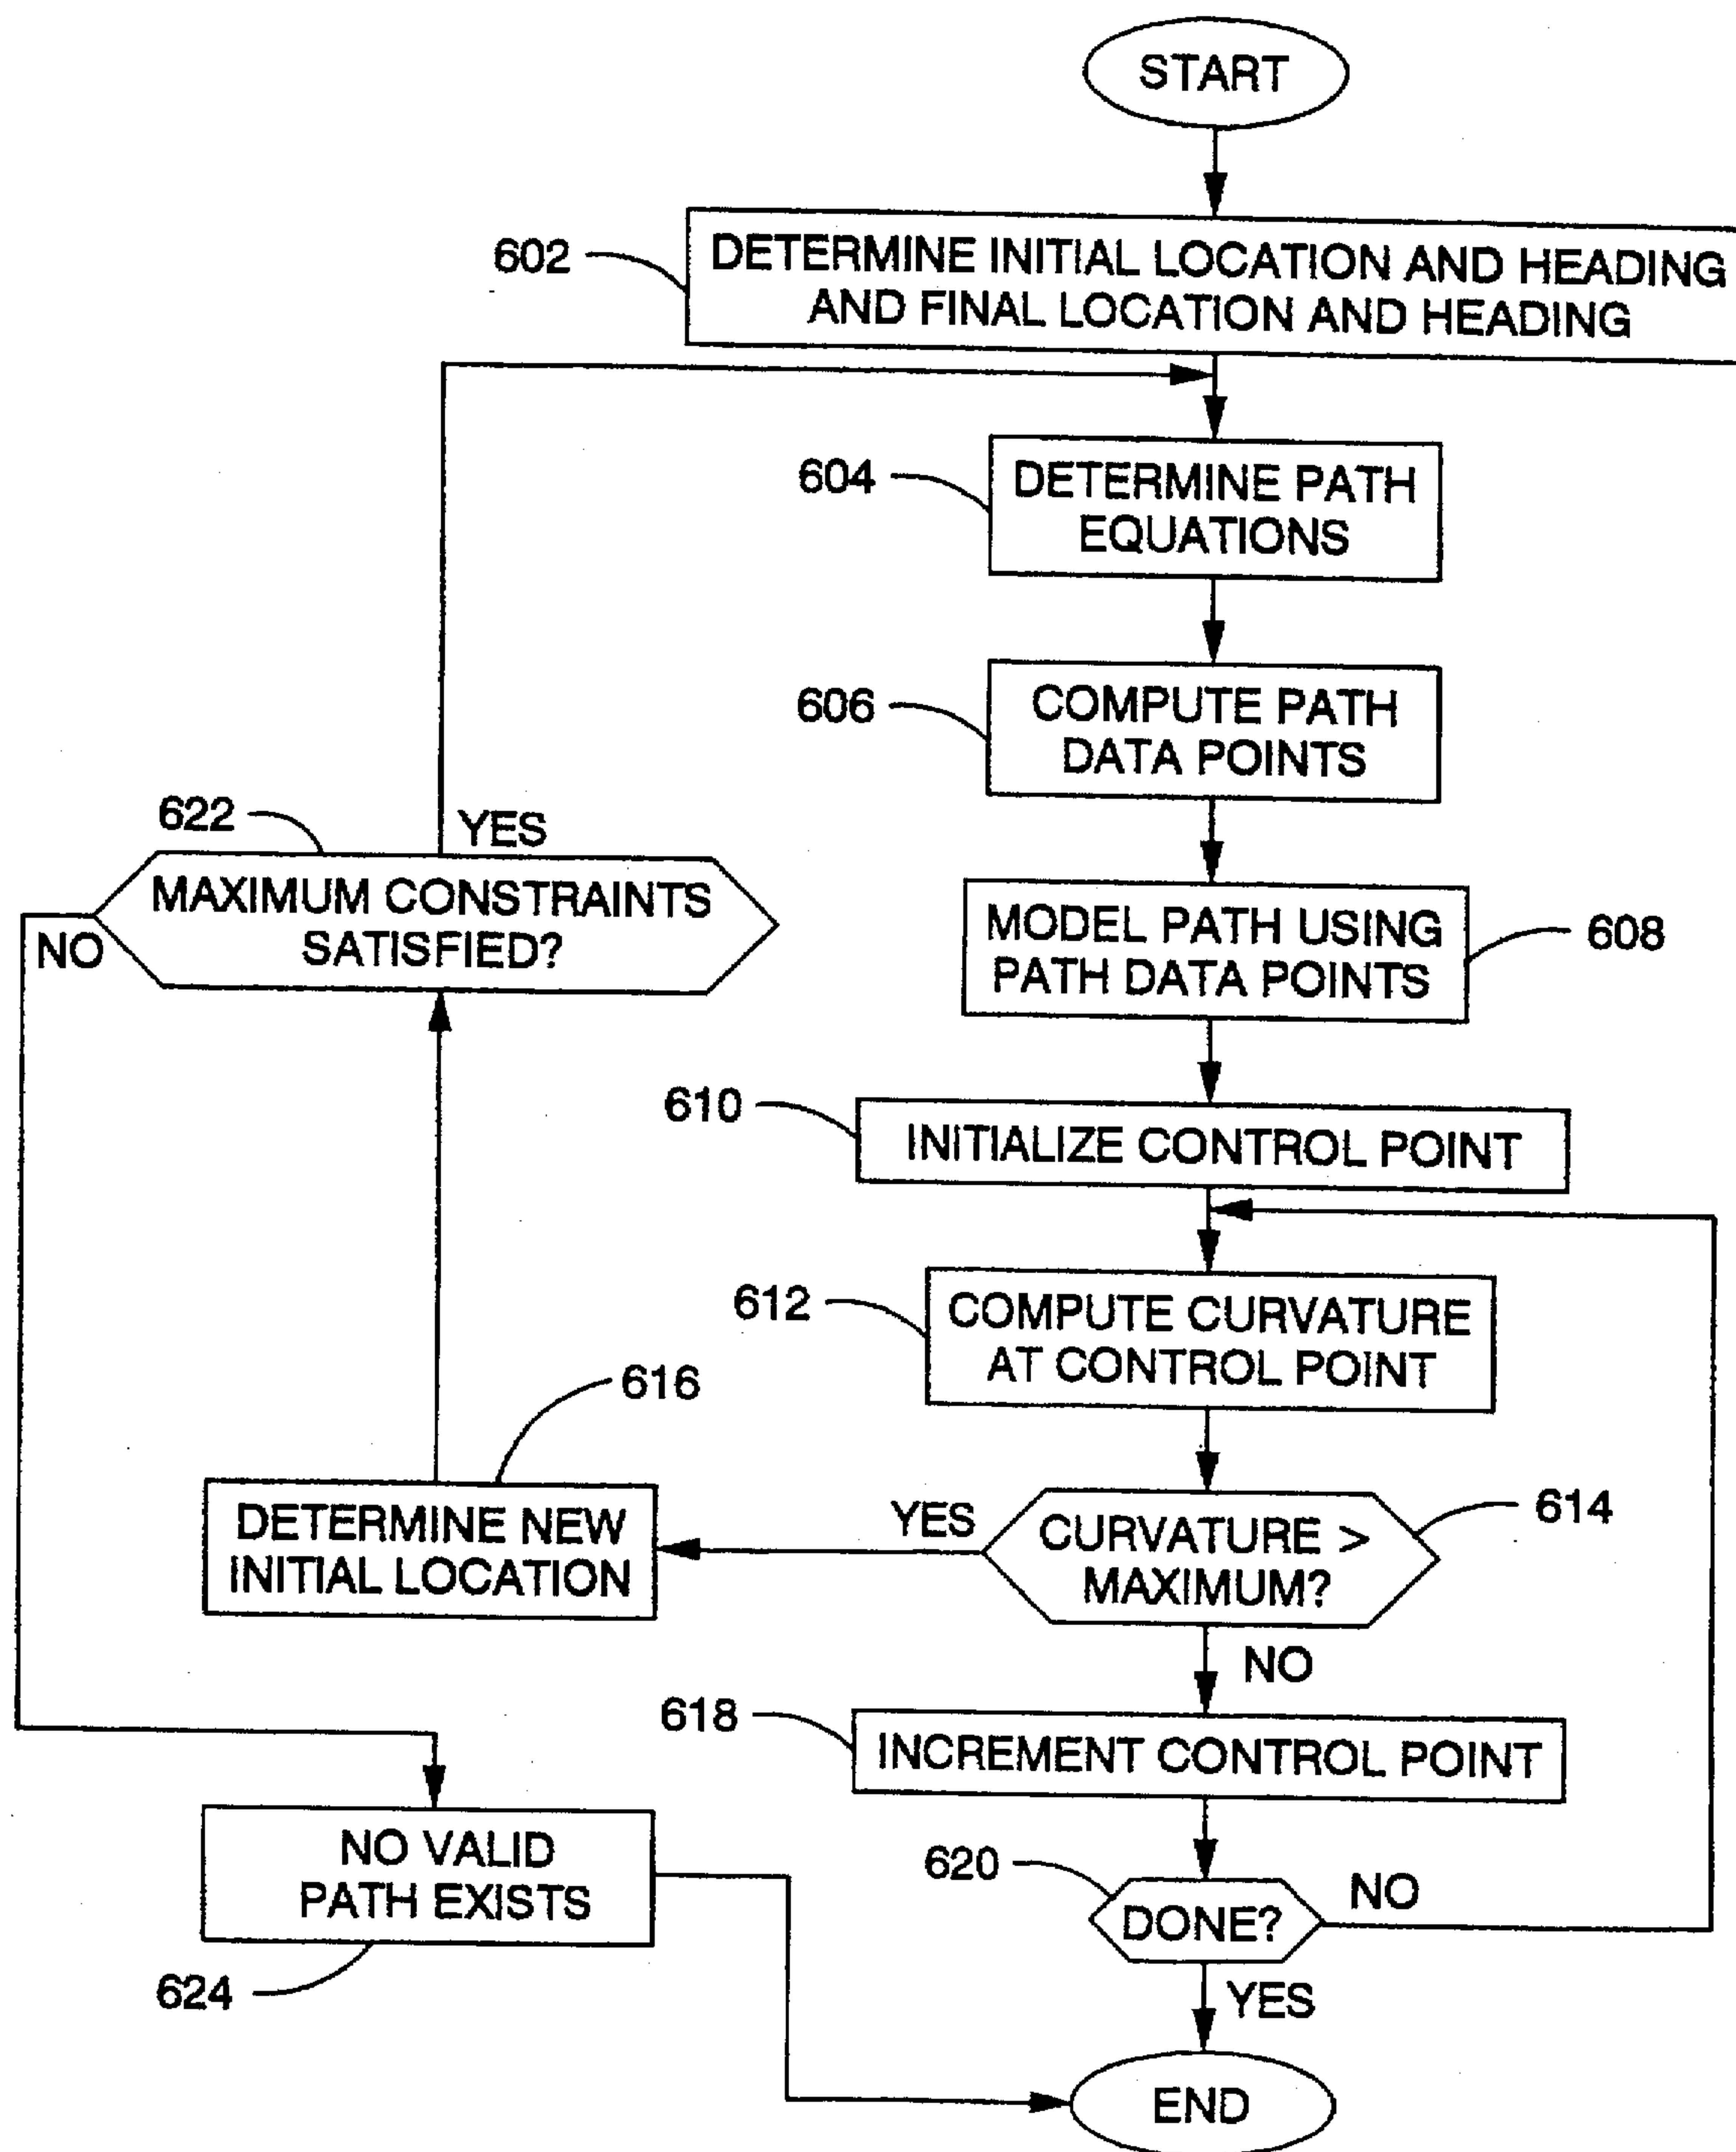 START
602
DETERMINE INITIAL LOCATION AND HEADING
AND FINAL LOCATION AND HEADING
604
DETERMINE PATH
EQUATIONS
606
COMPUTE PATH
DATA POINTS
622
YES
MAXIMUM CONSTRAINTS
SATISFIED?
NO
MODEL PATH USING
PATH DATA POINTS
608
610
INITIALIZE CONTROL POINT
612
COMPUTE CURVATURE
AT CONTROL POINT
616
DETERMINE NEW
INITIAL LOCATION
YES
CURVATURE >
MAXIMUM?
614
NO
618
INCREMENT CONTROL POINT
NO VALID
PATH EXISTS
624
620
DONE?
NO
YES
END